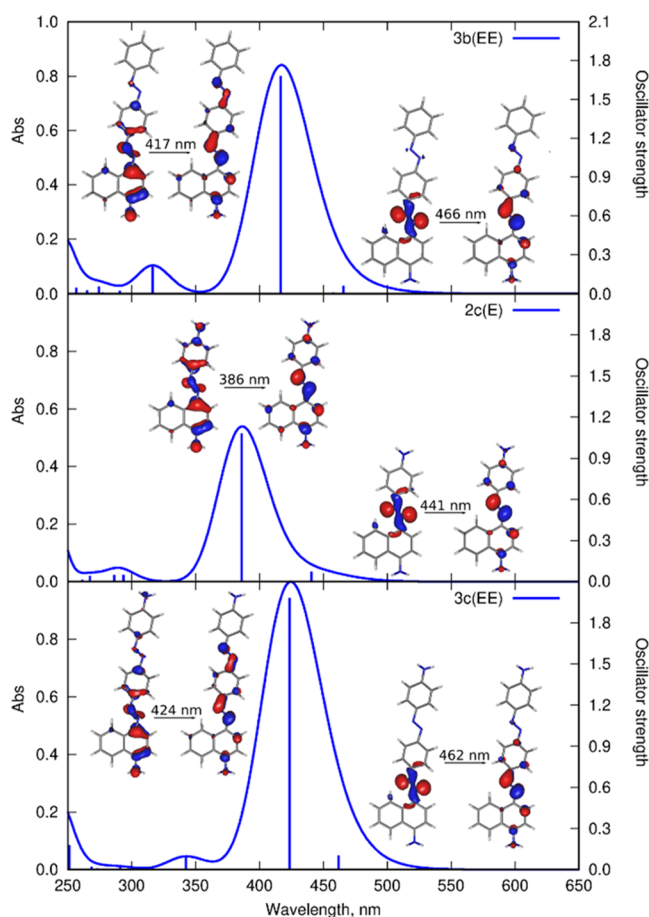 1.0
0.8
0.6
0.4
0.2
0.0
Abs
417 nm
466 nm
3b(EE)
2.1
1.8
1.5
1.2
0.9
0.6
0.3
0.0
Oscillator strength
0.8
0.6
0.4
0.2
0.0
Abs
386 nm
441 nm
2c(E)
1.8
1.5
1.2
0.9
0.6
0.3
0.0
Oscillator strength
0.8
0.6
0.4
0.2
0.0
Abs
424 nm
462 nm
3c(EE)
1.8
1.5
1.2
0.9
0.6
0.3
0.0
Oscillator strength
250 300 350 400 450 500 550 600 650
Wavelength, nm